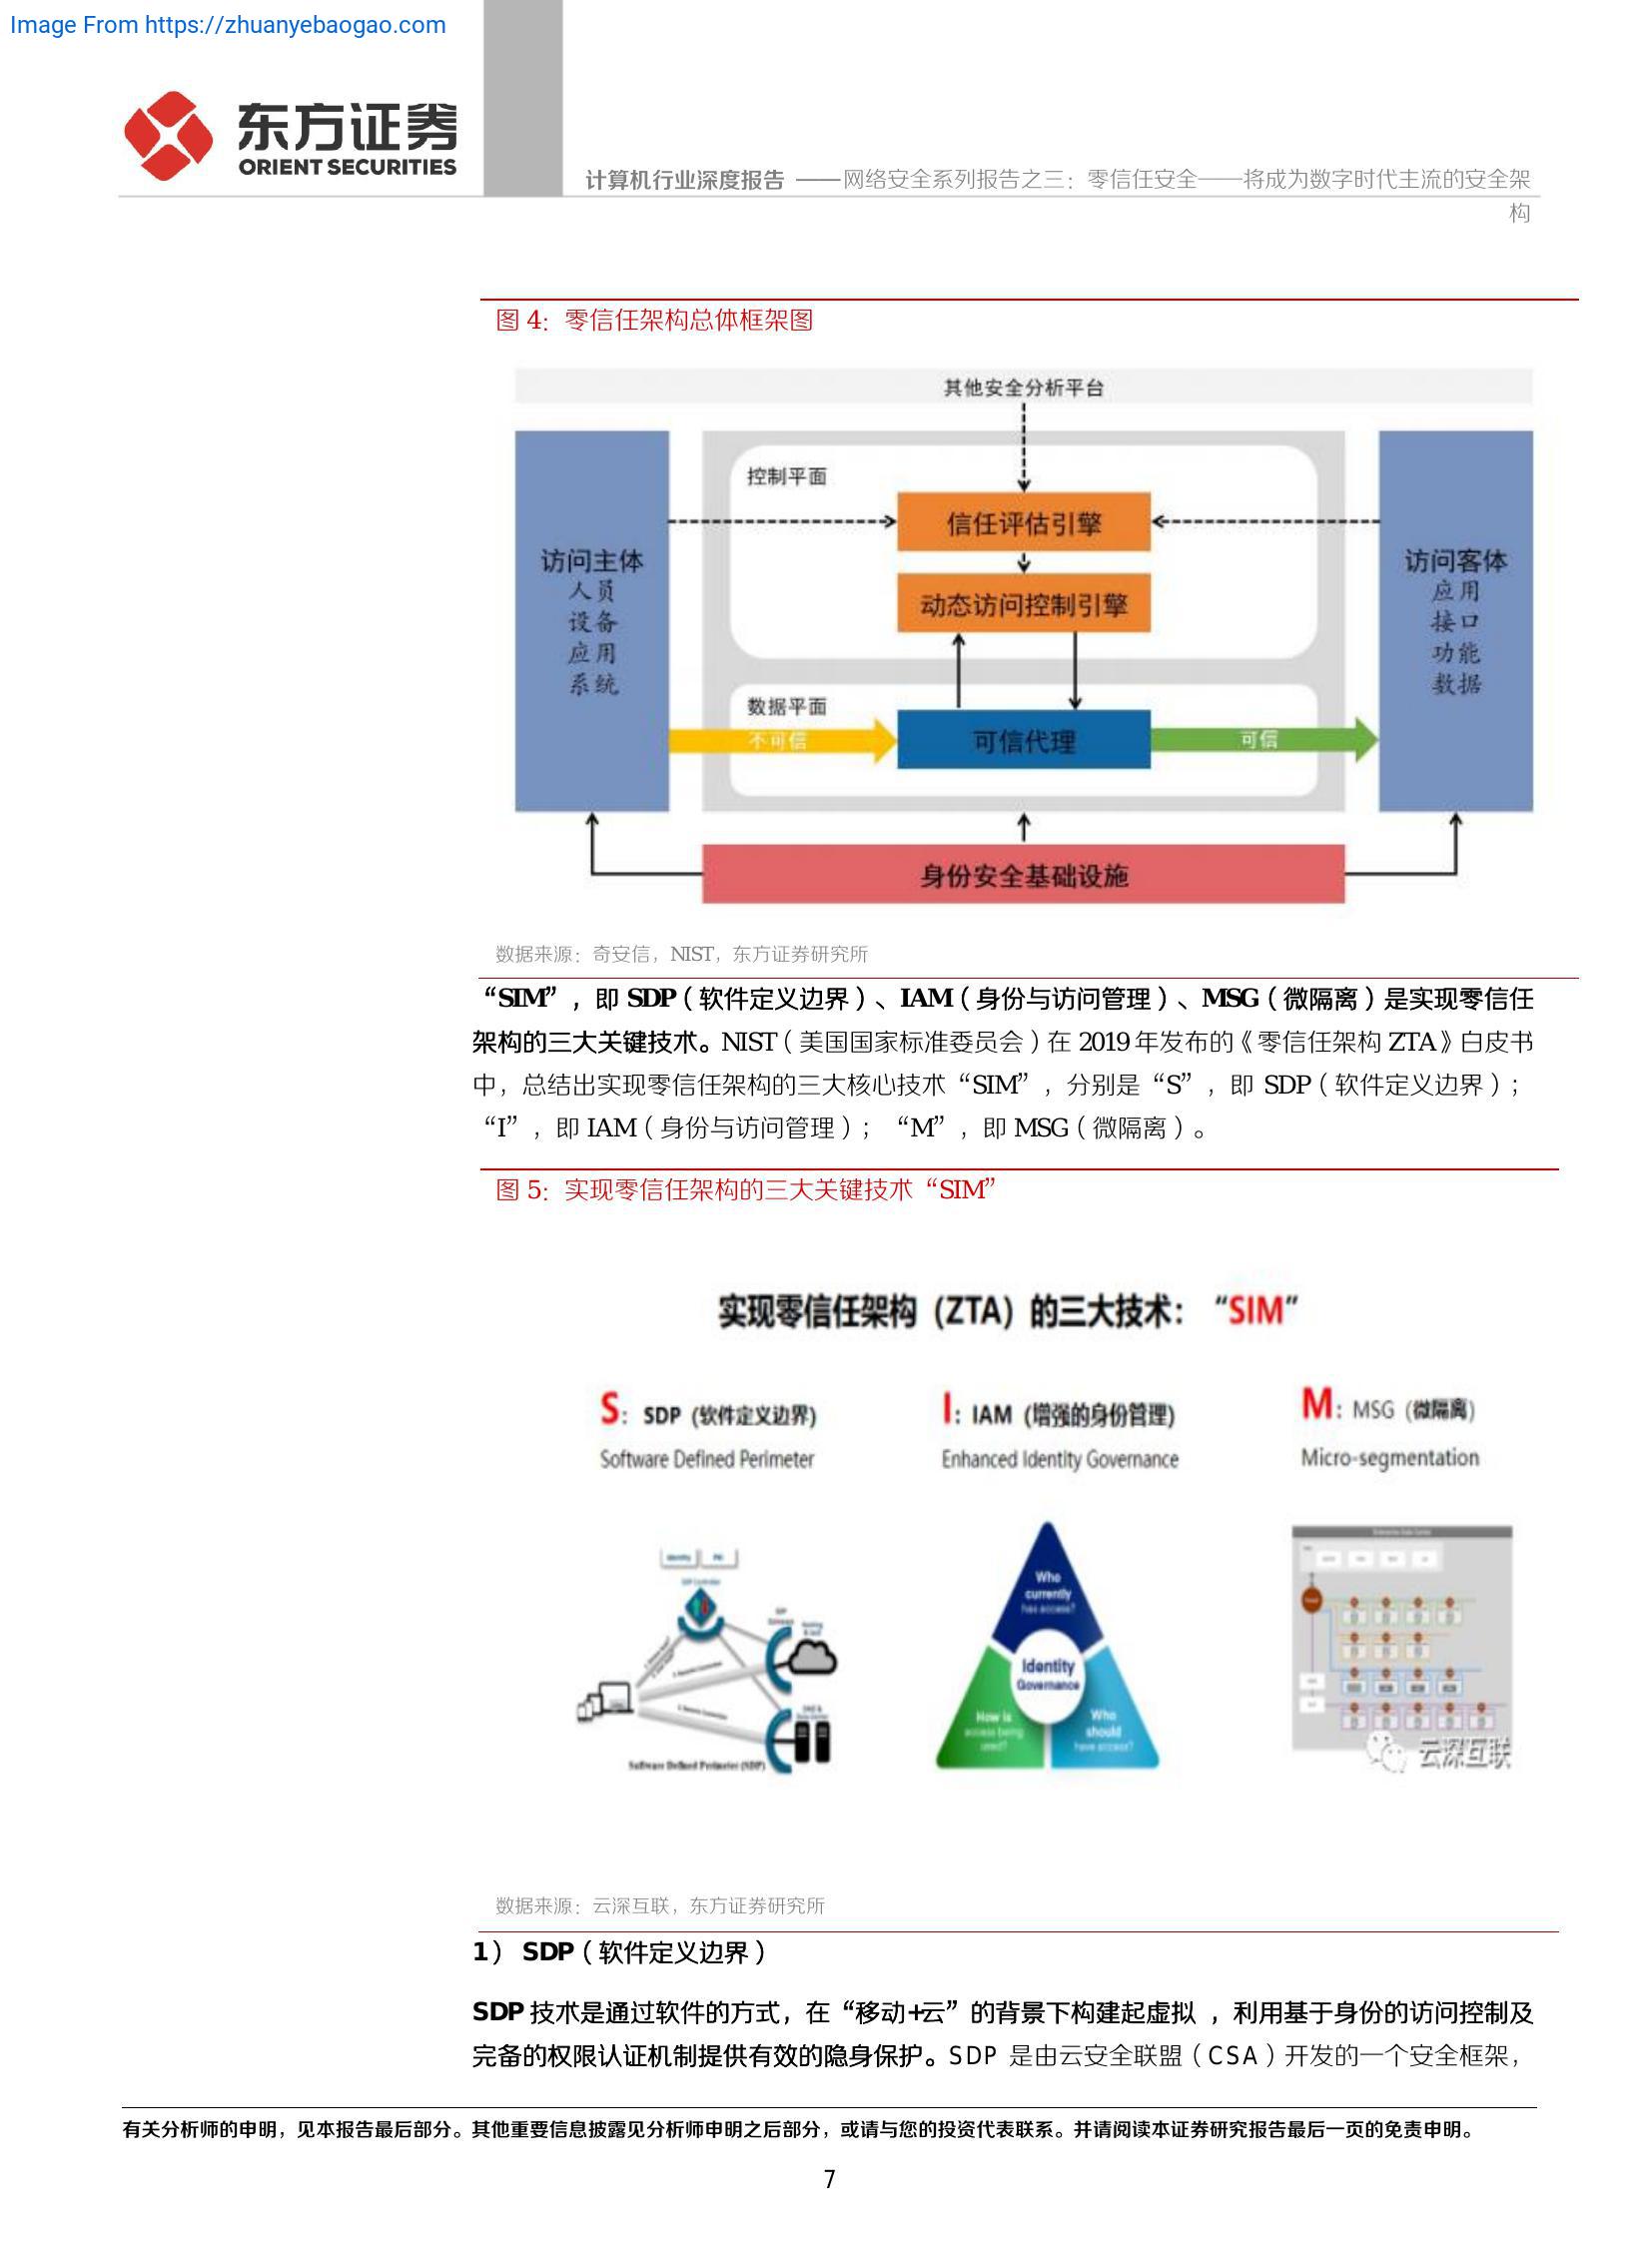 Image From https://zhuanyebaogao.com
东方证券
ORIENT SECURITIES
计算机行业深度报告 ——网络安全系列报告之三：零信任安全——将成为数字时代主流的安全架
构
图 4：零信任架构总体框架图
其他安全分析平台
控制平面
信任评估引擎
动态访问控制引擎
访问主体
人员
设备
应用
系统
访问客体
应用
接口
功能
数据
数据平面
不可信
可信代理
可信
身份安全基础设施
数据来源：奇安信，NIST，东方证券研究所
“SIM”，即 SDP（软件定义边界）、IAM（身份与访问管理）、MSG（微隔离）是实现零信任
架构的三大关键技术。NIST（美国国家标准委员会）在 2019 年发布的《零信任架构 ZTA》白皮书
中，总结出实现零信任架构的三大核心技术“SIM”，分别是“S”，即 SDP（软件定义边界）；
“I”，即 IAM（身份与访问管理）；“M”，即 MSG（微隔离）。
图 5：实现零信任架构的三大关键技术“SIM”
实现零信任架构（ZTA）的三大技术：“SIM”
S：SDP（软件定义边界）
Software Defined Perimeter
I：IAM（增强的身份管理）
Enhanced Identity Governance
M：MSG（微隔离）
Micro-segmentation
Software Defined Perimeter (SDP)
Who
currently
has access?
Identity
Governance
How is
access being
used?
Who
should
have access?
云深互联
数据来源：云深互联，东方证券研究所
1） SDP（软件定义边界）
SDP 技术是通过软件的方式，在“移动+云”的背景下构建起虚拟 ，利用基于身份的访问控制及
完备的权限认证机制提供有效的隐身保护。SDP 是由云安全联盟（CSA）开发的一个安全框架，
有关分析师的申明，见本报告最后部分。其他重要信息披露见分析师申明之后部分，或请与您的投资代表联系。并请阅读本证券研究报告最后一页的免责申明。
7